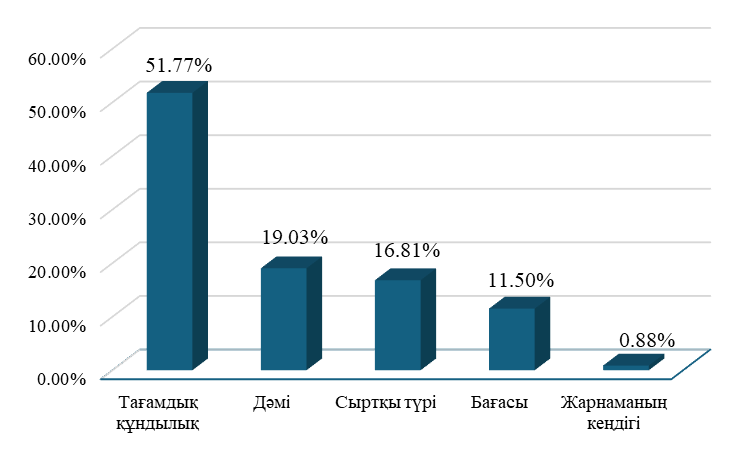 60.00%
50.00%
40.00%
30.00%
20.00%
10.00%
0.00%
51.77%
19.03%
16.81%
11.50%
0.88%
Тағамдық
құндылық
Дәмі
Сыртқы түрі
Бағасы
Жарнаманың
кеңдігі